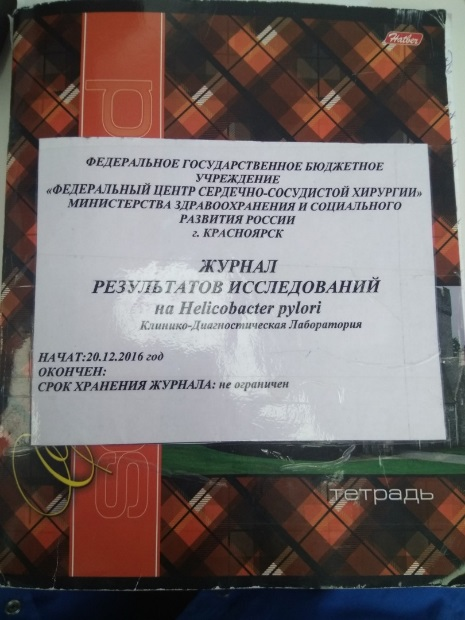 Hatber
ФЕДЕРАЛЬНОЕ ГОСУДАРСТВЕННОЕ БЮДЖЕТНОЕ
УЧРЕЖДЕНИЕ
«ФЕДЕРАЛЬНЫЙ ЦЕНТР СЕРДЕЧНО-СОСУДИСТОЙ ХИРУРГИИ»
МИНИСТЕРСТВА ЗДРАВООХРАНЕНИЯ И СОЦИАЛЬНОГО
РАЗВИТИЯ РОССИИ
г. КРАСНОЯРСК
ЖУРНАЛ
РЕЗУЛЬТАТОВ ИССЛЕДОВАНИЙ
на Helicobacter pylori
Клинико-Диагностическая Лаборатория
НАЧАТ:20.12.2016 год
ОКОНЧЕН:
СРОК ХРАНЕНИЯ ЖУРНАЛА: не ограничен
тетрадь